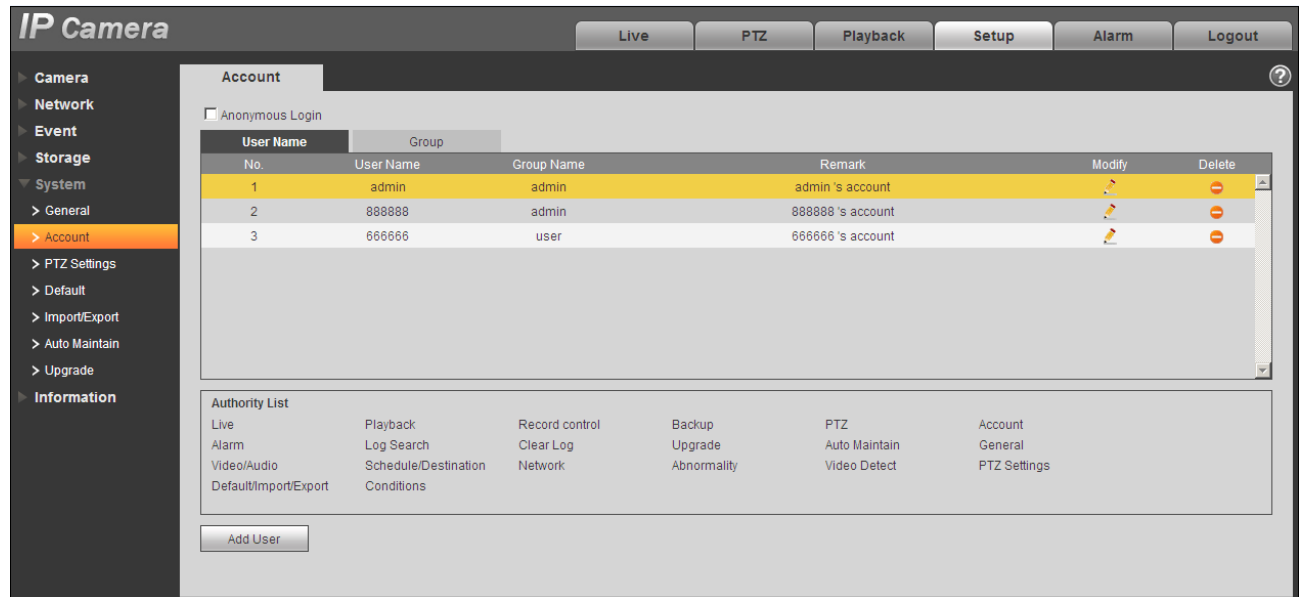 IP Camera
Live PTZ Playback Setup Alarm Logout
Camera
Network
Event
Storage
System
> General
> Account
> PTZ Settings
> Default
> Import/Export
> Auto Maintain
> Upgrade
Information
Account ?
Anonymous Login
User Name Group
No. User Name Group Name Remark Modify Delete
1 admin admin admin 's account
2 888888 admin 888888 's account
3 666666 user 666666 's account
Authority List
Live Playback Record control Backup PTZ Account
Alarm Log Search Clear Log Upgrade Auto Maintain General
Video/Audio Schedule/Destination Network Abnormality Video Detect PTZ Settings
Default/Import/Export Conditions
Add User